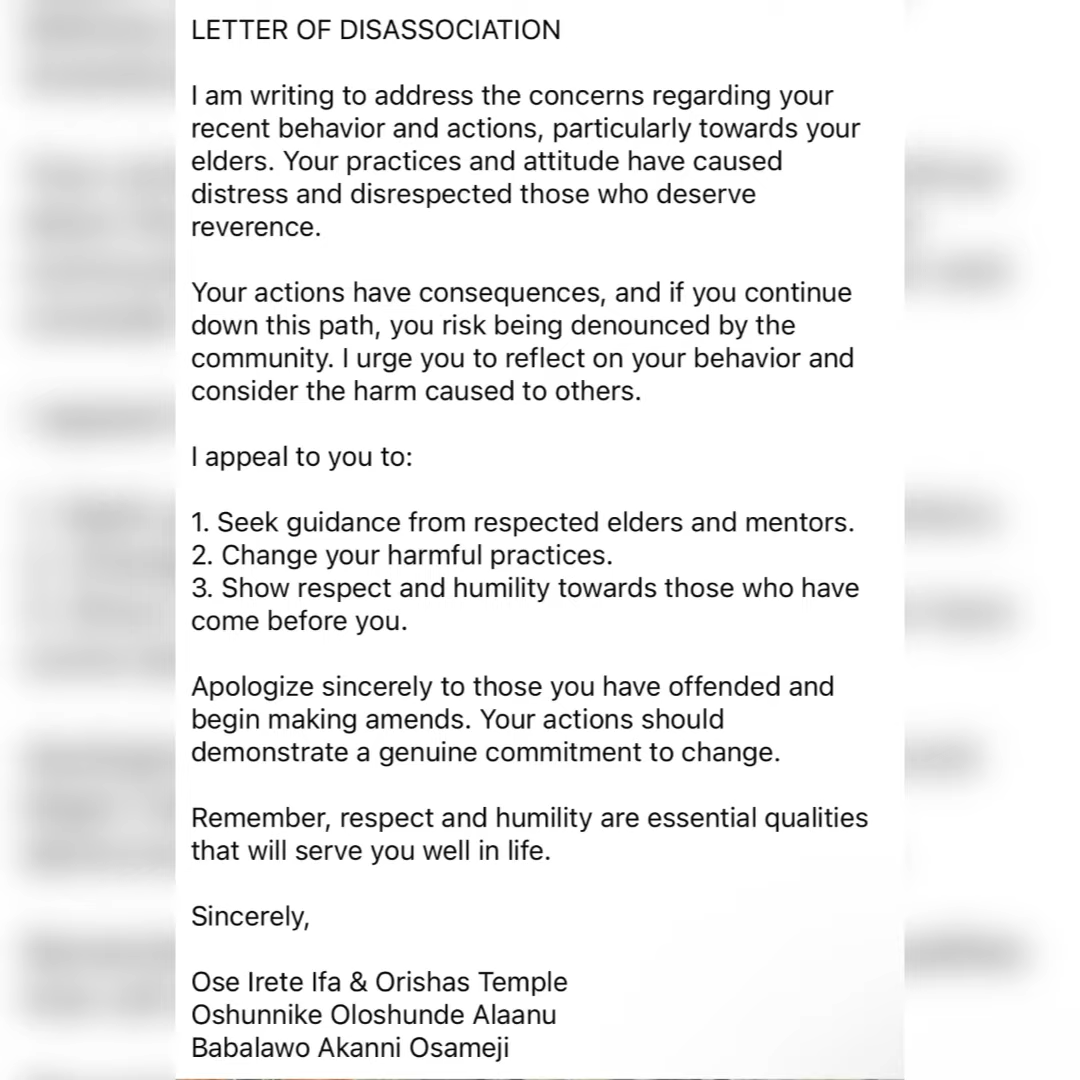 LETTER OF DISASSOCIATION
I am writing to address the concerns regarding your
recent behavior and actions, particularly towards your
elders. Your practices and attitude have caused
distress and disrespected those who deserve
reverence.
Your actions have consequences, and if you continue
down this path, you risk being denounced by the
community. I urge you to reflect on your behavior and
consider the harm caused to others.
I appeal to you to:
1. Seek guidance from respected elders and mentors.
2. Change your harmful practices.
3. Show respect and humility towards those who have
come before you.
Apologize sincerely to those you have offended and
begin making amends. Your actions should
demonstrate a genuine commitment to change.
Remember, respect and humility are essential qualities
that will serve you well in life.
Sincerely,
Ose Irete Ifa & Orishas Temple
Oshunnike Oloshunde Alaanu
Babalawo Akanni Osameji